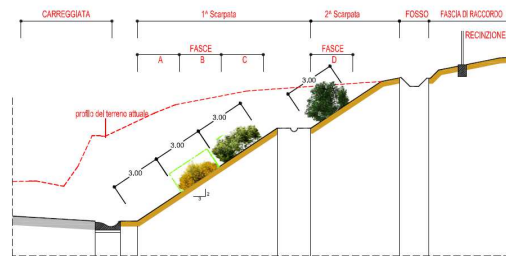 CARREGGIATA
1^ Scarpata
2^ Scarpata
FOSSO
FASCIA DI RACCORDO
RECINZIONE
FASCE
A
B
C
FASCE
D
3.00
profilo del terreno attuale
3.00
3.00
3.00
2
3